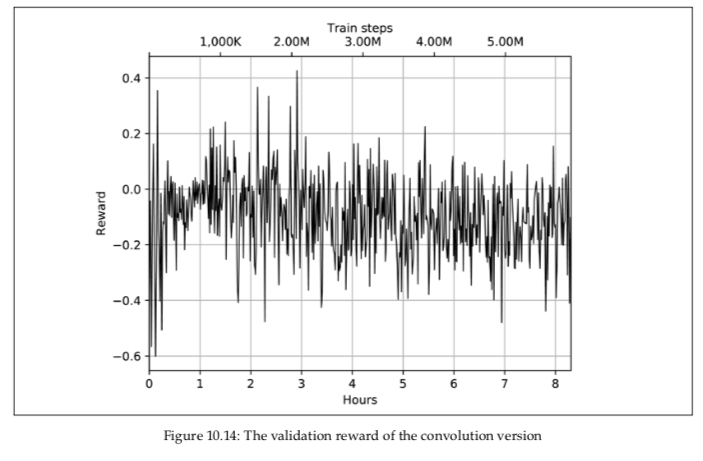 Train steps
1,000K 2.00M 3.00M 4.00M 5.00M
0.4
0.2
0.0
−0.2
−0.4
−0.6
Reward
0 1 2 3 4 5 6 7 8
Hours
Figure 10.14: The validation reward of the convolution version